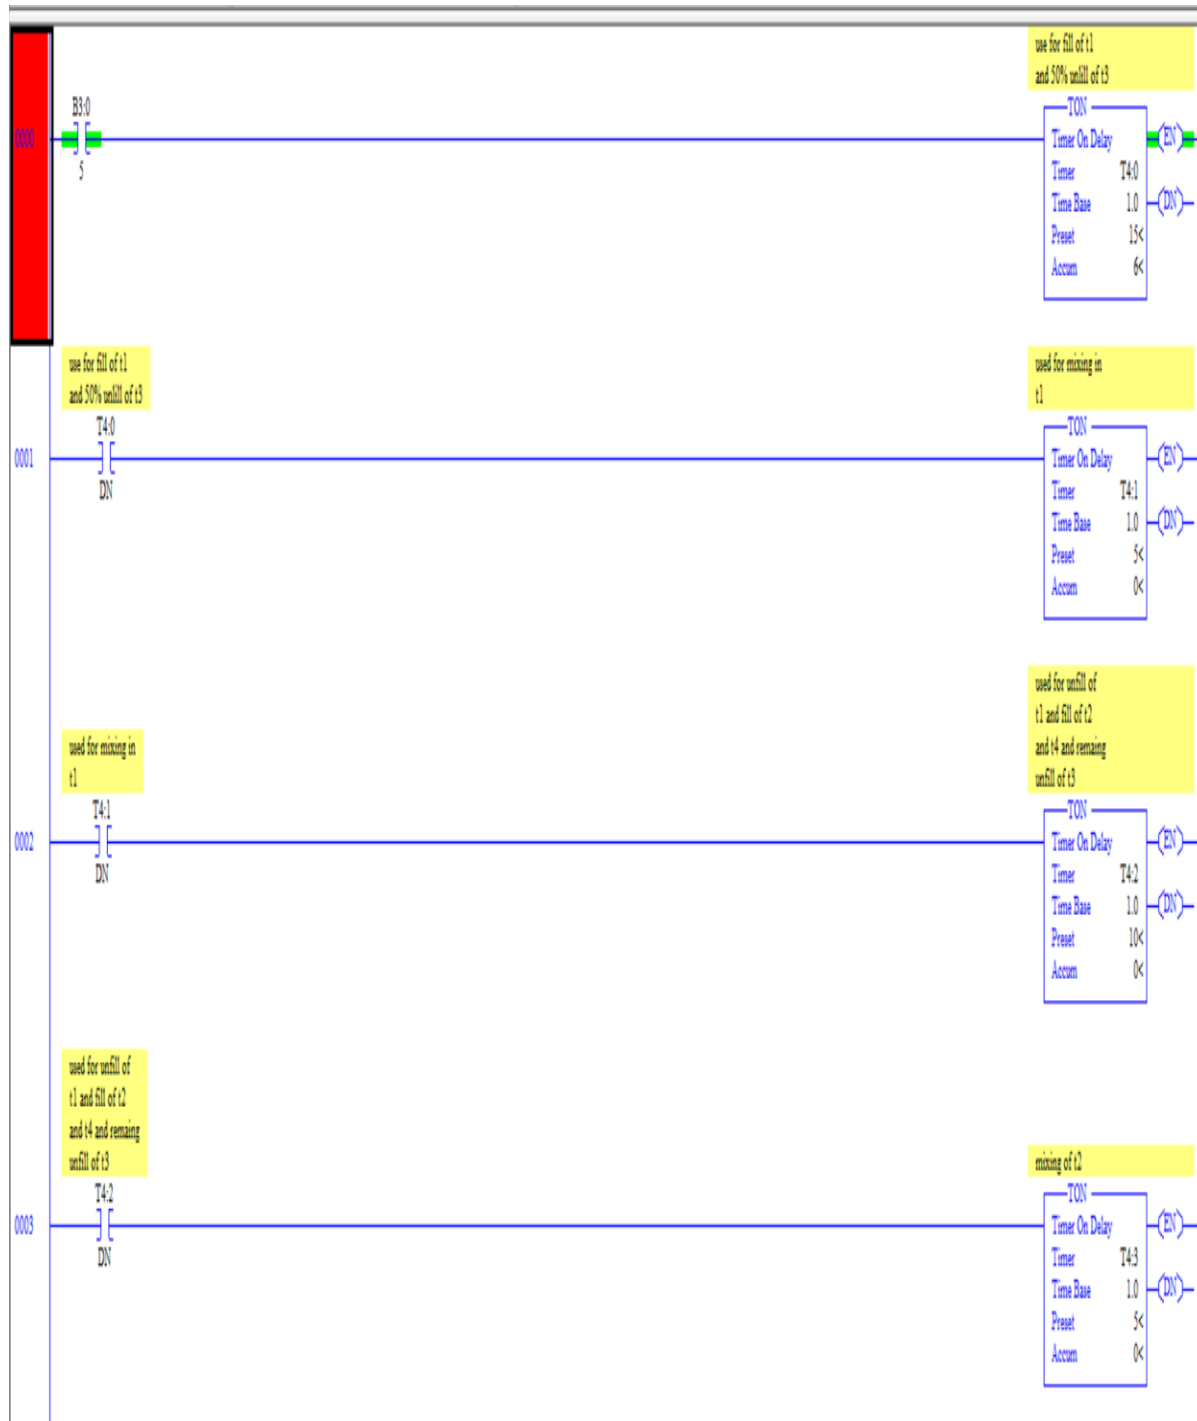 use for fill of t1
and 50% unlill of t3
B3:0
5
0000
TON
Timer On Delay
Timer T4:0
Time Base 1.0
Preset 15<
Accum 6<
EN
DN
use for fill of t1
and 50% unlill of t3
T4:0
DN
0001
used for mixing in
t1
TON
Timer On Delay
Timer T4:1
Time Base 1.0
Preset 5<
Accum 0<
EN
DN
used for mixing in
t1
T4:1
DN
0002
used for unfill of
t1 and fill of t2
and t4 and remaing
unfill of t3
TON
Timer On Delay
Timer T4:2
Time Base 1.0
Preset 10<
Accum 0<
EN
DN
used for unfill of
t1 and fill of t2
and t4 and remaing
unfill of t3
T4:2
DN
0003
mixing of t2
TON
Timer On Delay
Timer T4:3
Time Base 1.0
Preset 5<
Accum 0<
EN
DN